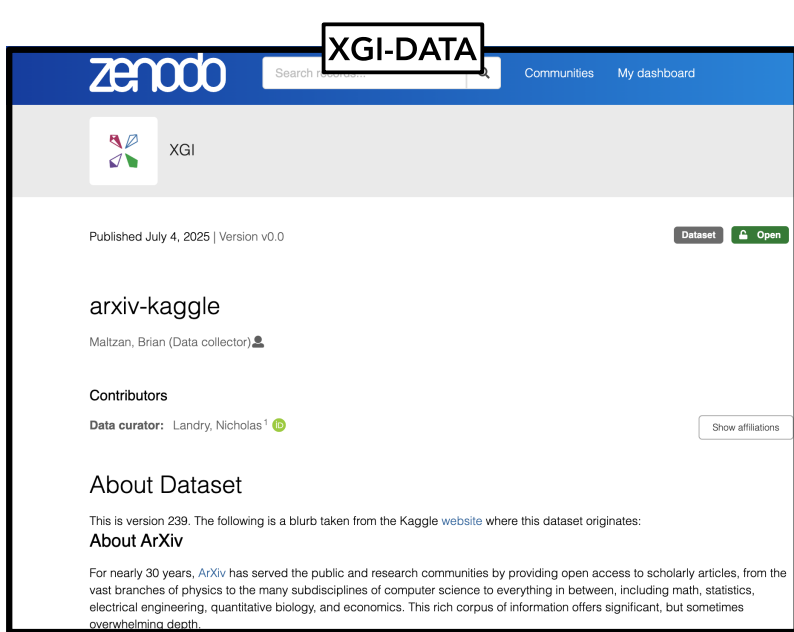 XGI-DATA
zenodo
Search records...
Communities
My dashboard
XGI
Published July 4, 2025 | Version v0.0
Dataset
Open
arxiv-kaggle
Maltzan, Brian (Data collector)
Contributors
Data curator: Landry, Nicholas 1 iD
Show affiliations
About Dataset
This is version 239. The following is a blurb taken from the Kaggle website where this dataset originates:
About ArXiv
For nearly 30 years, ArXiv has served the public and research communities by providing open access to scholarly articles, from the
vast branches of physics to the many subdisciplines of computer science to everything in between, including math, statistics,
electrical engineering, quantitative biology, and economics. This rich corpus of information offers significant, but sometimes
overwhelming depth.